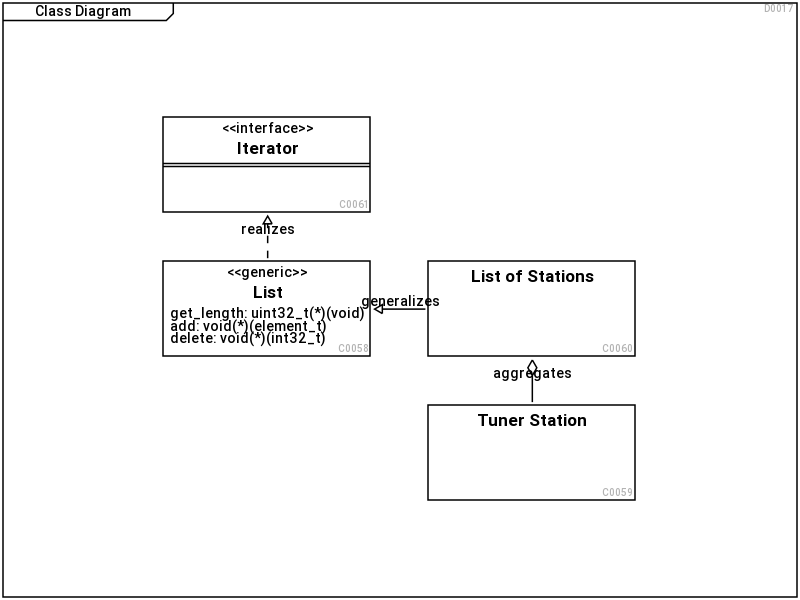 Class Diagram
D0017
<<interface>>
Iterator
C0061
realizes
<<generic>>
List
get_length: uint32_t(*)(void)
add: void(*)(element_t)
delete: void(*)(int32_t)
C0058
generalizes
List of Stations
C0060
aggregates
Tuner Station
C0059